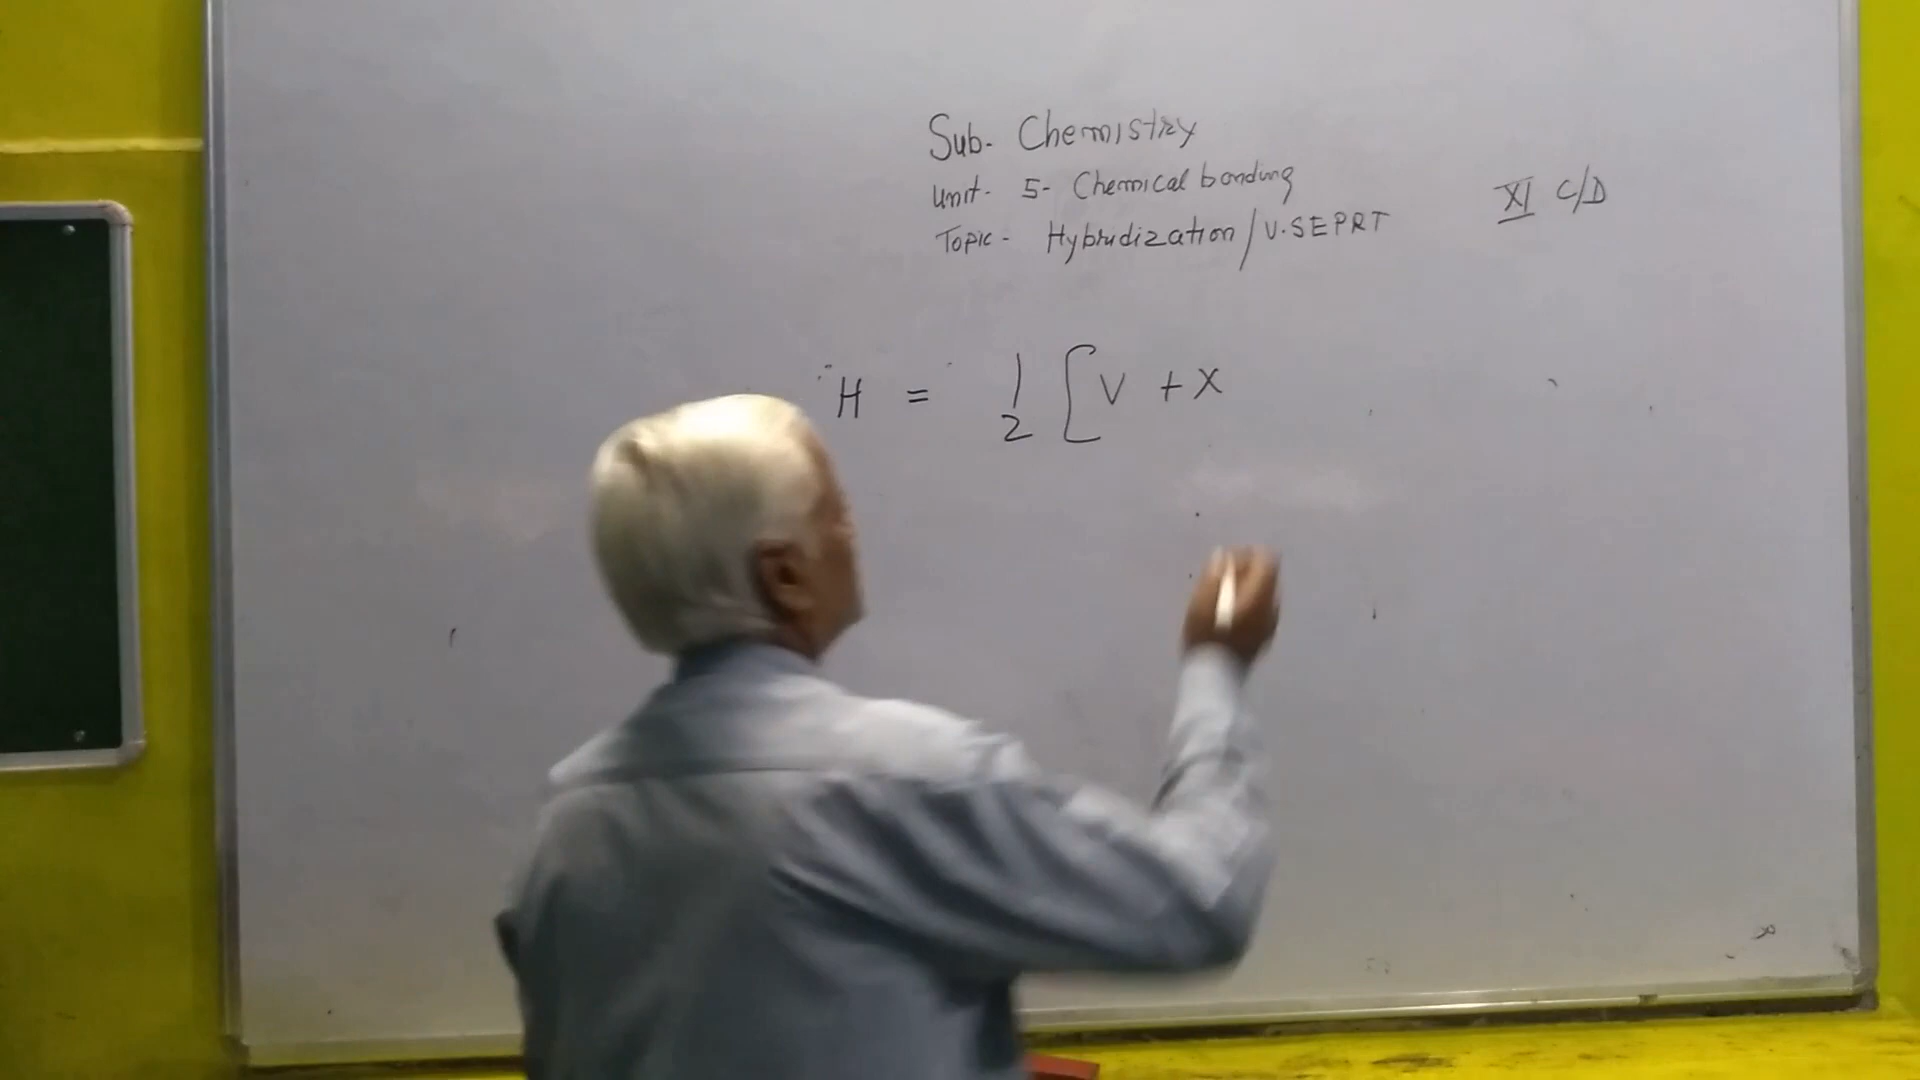 Sub. Chemistry
Unit- 5- Chemical bonding
XI C/D
Topic- Hybridization/V.SEPRT
H = 1/2 [V + X